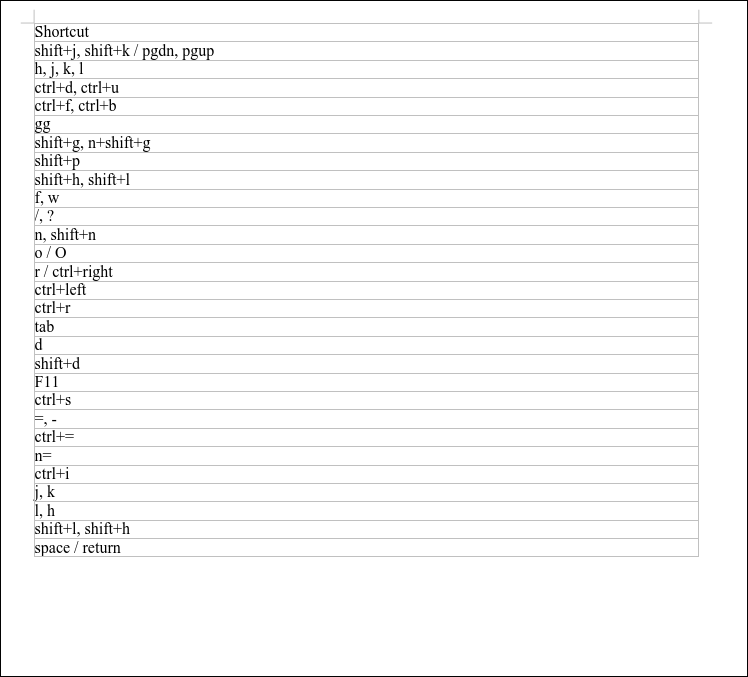 Shortcut
shift+j, shift+k / pgdn, pgup
h, j, k, l
ctrl+d, ctrl+u
ctrl+f, ctrl+b
gg
shift+g, n+shift+g
shift+p
shift+h, shift+l
f, w
/, ?
n, shift+n
o / O
r / ctrl+right
ctrl+left
ctrl+r
tab
d
shift+d
F11
ctrl+s
=, -
ctrl+=
n=
ctrl+i
j, k
l, h
shift+l, shift+h
space / return